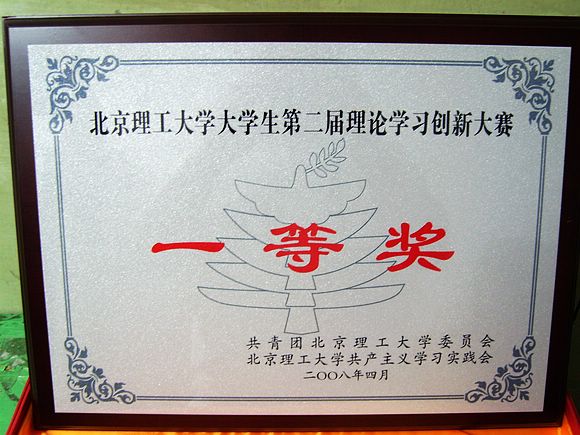 北京理工大学大学生第二届理论学习创新大赛
一等奖
共青团北京理工大学委员会
北京理工大学共产主义学习实践会
二〇〇八年四月